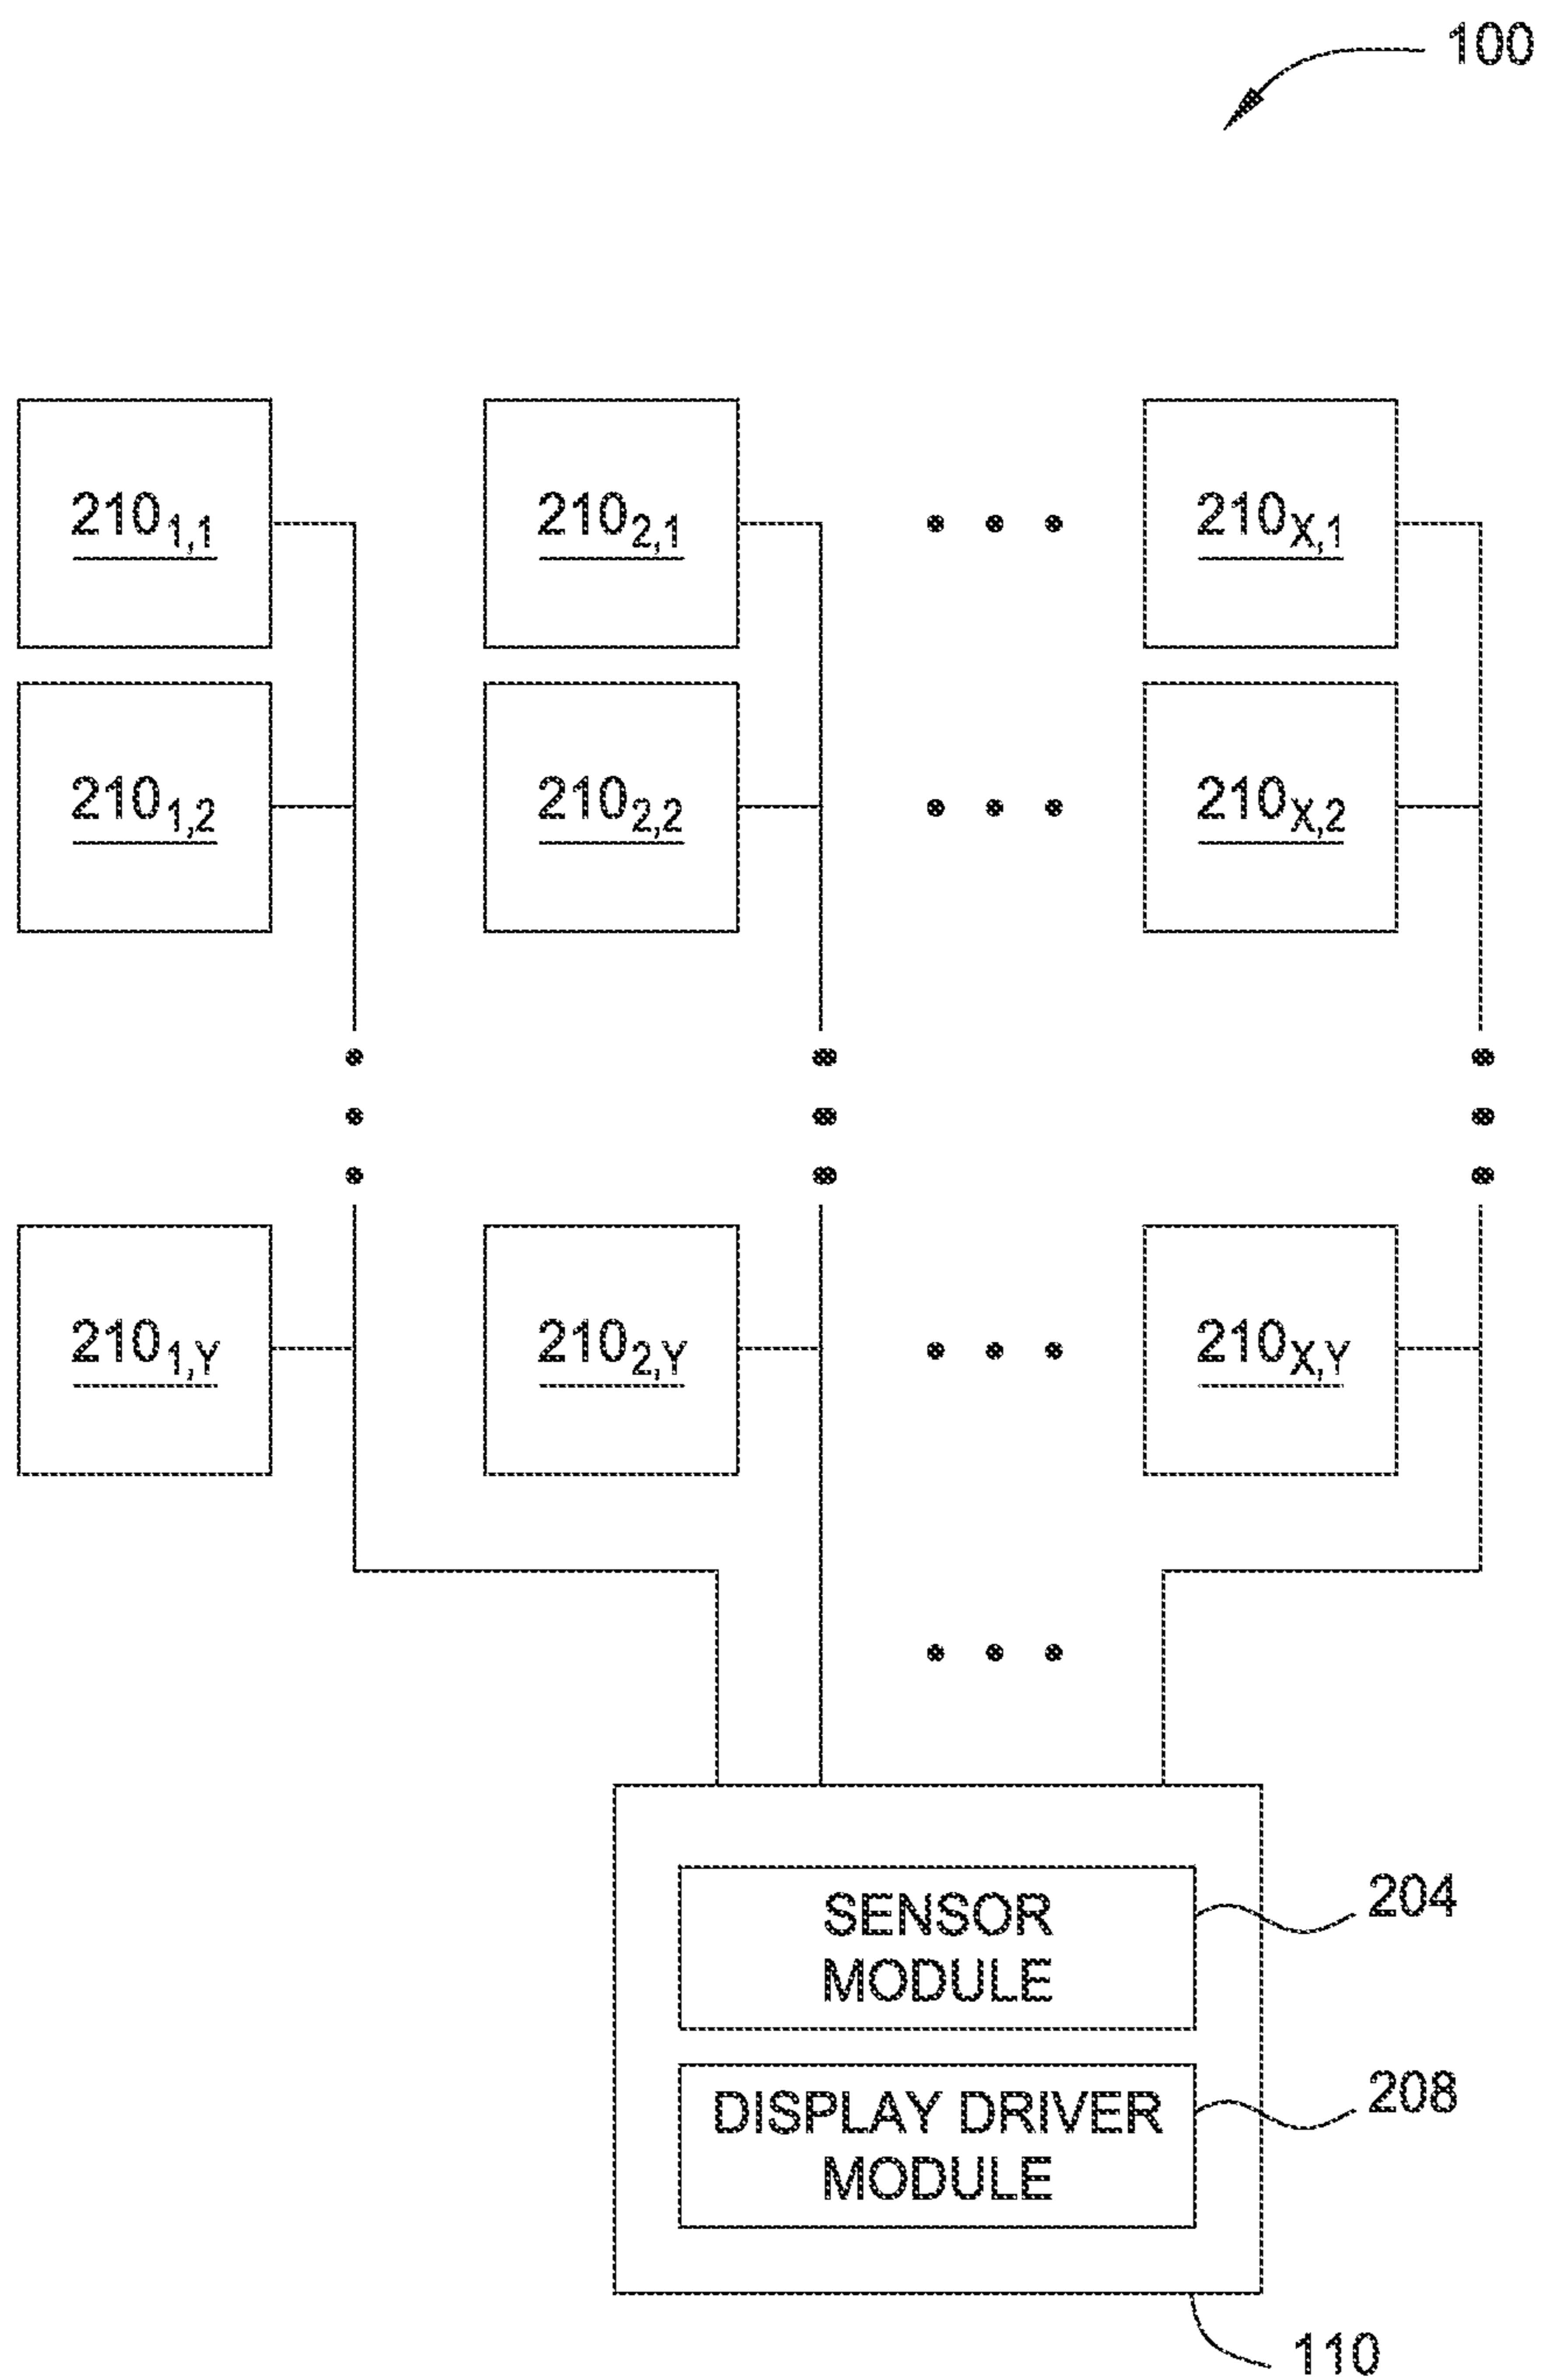 100
210₁,₁ 210₂,₁ 210X,1
210₁,₂ 210₂,₂ 210X,2
210₁,Y 210₂,Y 210X,Y
SENSOR
MODULE
204
DISPLAY DRIVER
MODULE
208
110